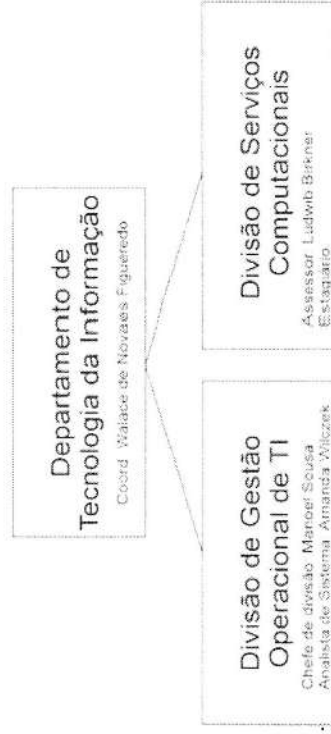 Departamento de
Tecnologia da Informação
Coord Walace de Novaes Figueredo
Divisão de Gestão
Operacional de TI
Chefe de divisão Manoel Sousa
Analista de Sistema Amanda Wilczek
Divisão de Serviços
Computacionais
Assessor Ludwib Birkner
Estagiário